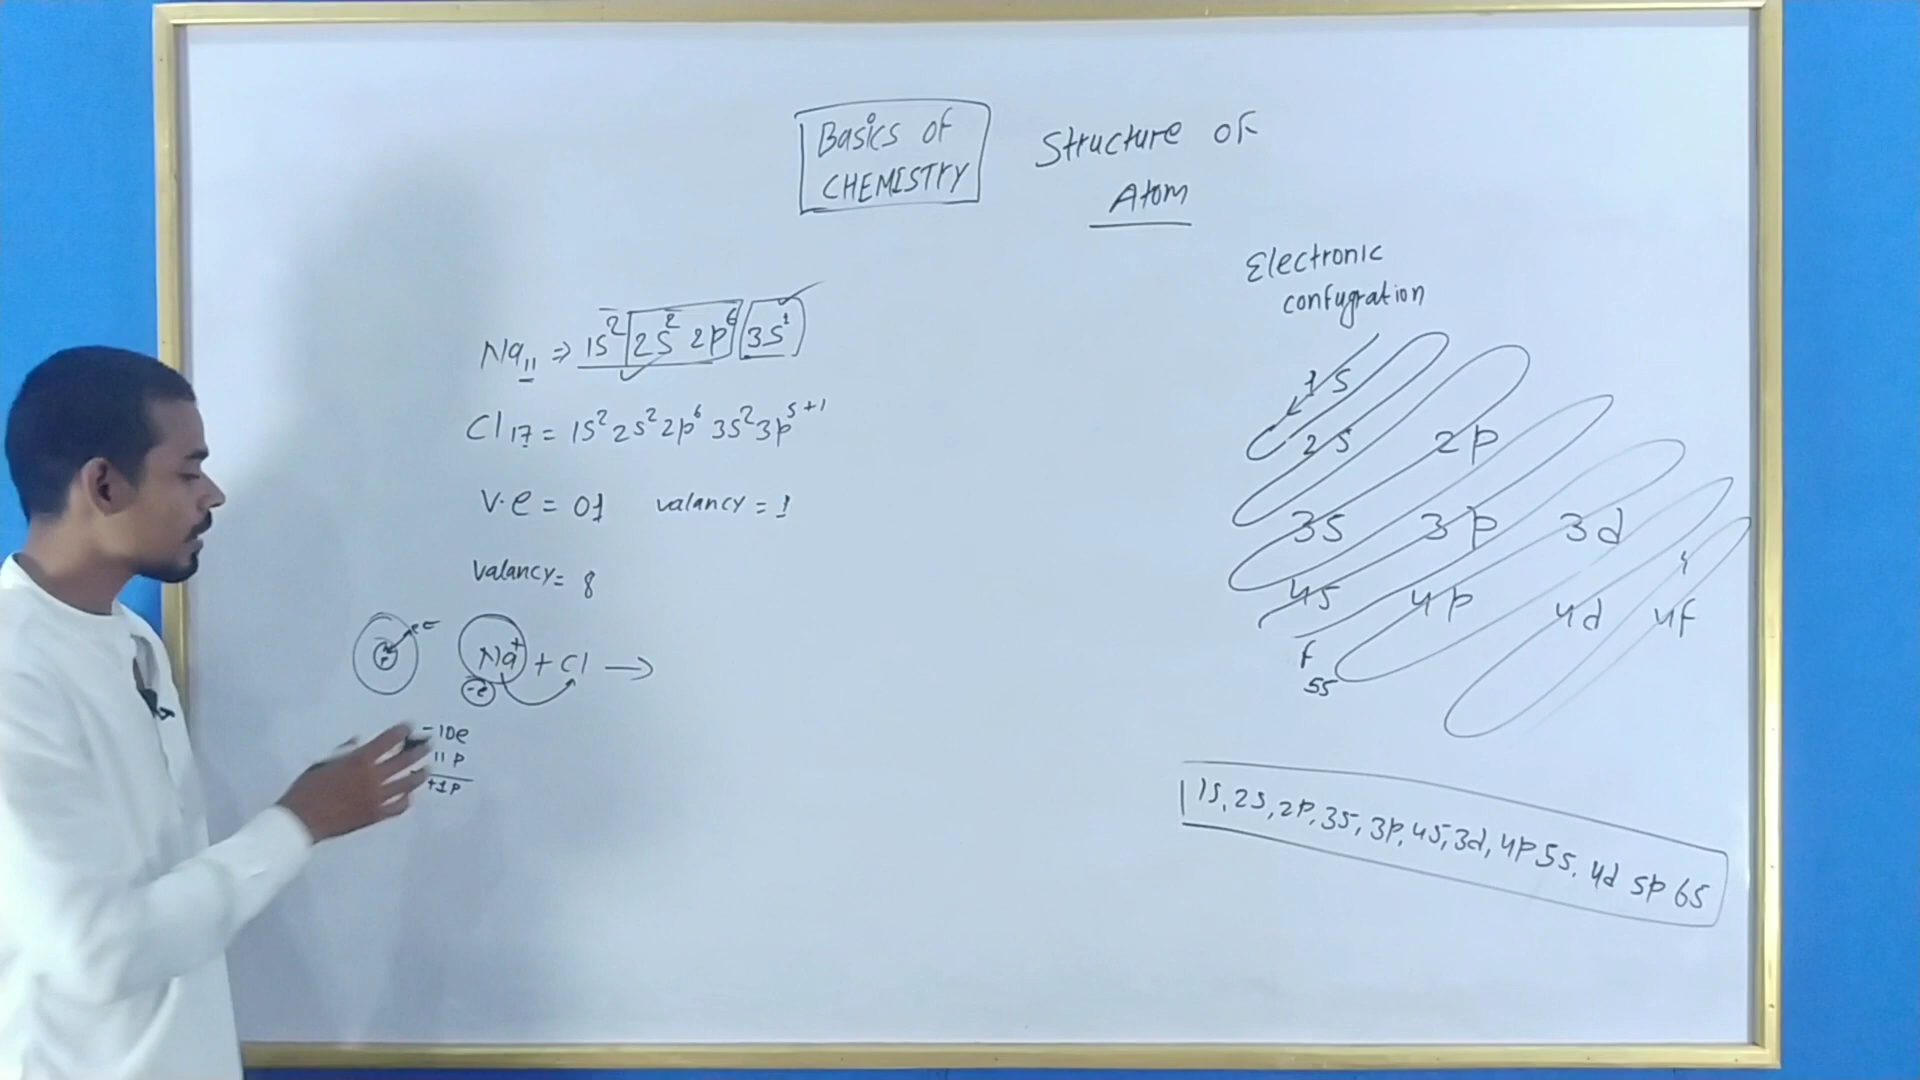 Basics of
CHEMISTRY
Structure of
Atom
Na₁₁ ⇒ 1S² 2S² 2P⁶ 3S¹
Cl₁₇ = 1S² 2S² 2P⁶ 3S² 3P⁵⁺¹
V.e = 01 valancy = 1
Valancy = 8
P e⁻
Na⁺ + Cl →
-e
-10e
11 P
+1P
Electronic
confugration
1S
2S 2P
3S 3P 3d
4S 4P 4d 4f
5S
1S, 2S, 2P, 3S, 3P, 4S, 3d, 4P 5S, 4d 5P 6S